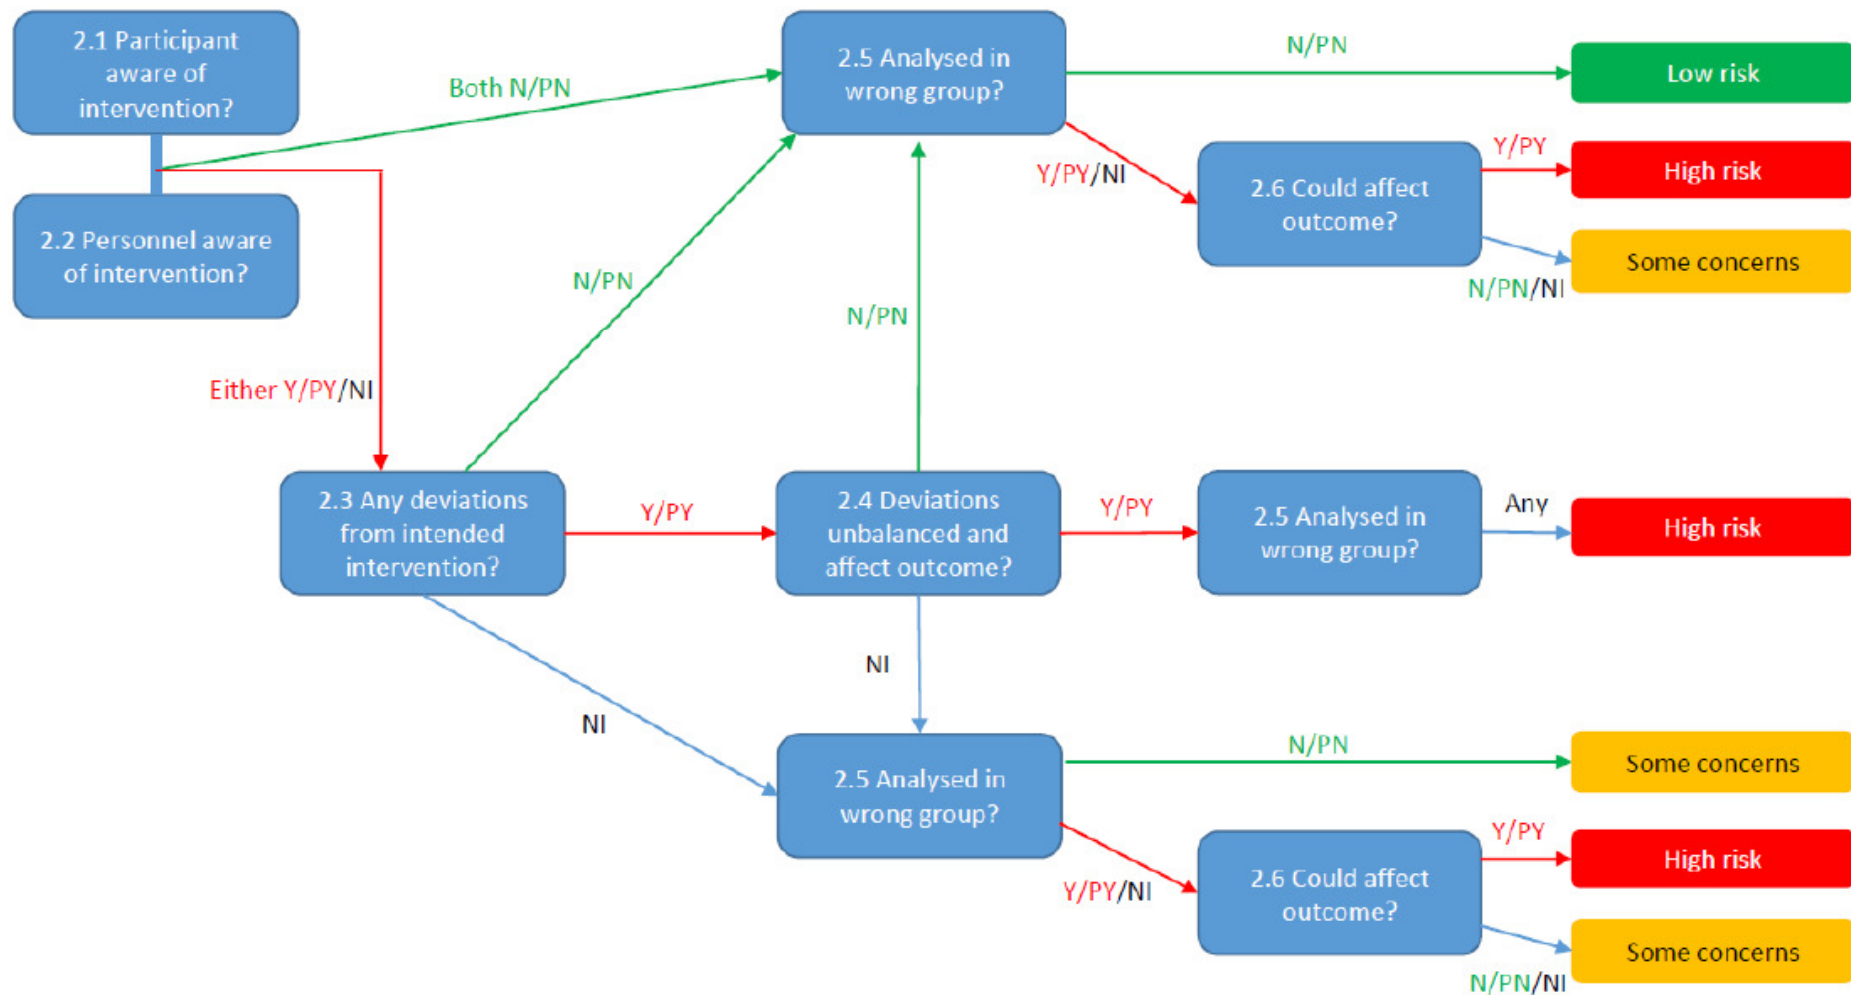 2.1 Participant
aware of
intervention?
2.2 Personnel aware
of intervention?
Both N/PN
Either Y/PY/NI
2.5 Analysed in
wrong group?
N/PN
Low risk
Y/PY/NI
2.6 Could affect
outcome?
Y/PY
High risk
N/PN/NI
Some concerns
N/PN
N/PN
2.3 Any deviations
from intended
intervention?
Y/PY
2.4 Deviations
unbalanced and
affect outcome?
Y/PY
2.5 Analysed in
wrong group?
Any
High risk
NI
NI
2.5 Analysed in
wrong group?
N/PN
Some concerns
Y/PY/NI
2.6 Could affect
outcome?
Y/PY
High risk
N/PN/NI
Some concerns